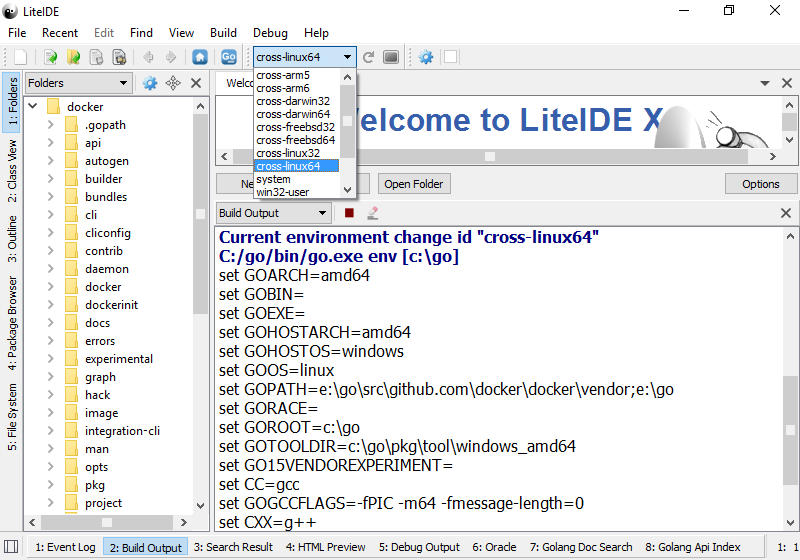 LiteIDE
File Recent Edit Find View Build Debug Help
Go cross-linux64
cross-arm5
cross-arm6
cross-darwin32
cross-darwin64
cross-freebsd32
cross-freebsd64
cross-linux32
cross-linux64
system
win32-user
1: Folders
2: Class View
3: Outline
4: Package Browser
5: File System
Folders
docker
.gopath
api
autogen
builder
bundles
cli
cliconfig
contrib
daemon
docker
dockerinit
docs
errors
experimental
graph
hack
image
integration-cli
man
opts
pkg
project
Welcome to LiteIDE X
Open Folder Options
Build Output
Current environment change id "cross-linux64"
C:/go/bin/go.exe env [c:\go]
set GOARCH=amd64
set GOBIN=
set GOEXE=
set GOHOSTARCH=amd64
set GOHOSTOS=windows
set GOOS=linux
set GOPATH=e:\go\src\github.com\docker\docker\vendor;e:\go
set GORACE=
set GOROOT=c:\go
set GOTOOLDIR=c:\go\pkg\tool\windows_amd64
set GO15VENDOREXPERIMENT=
set CC=gcc
set GOGCCFLAGS=-fPIC -m64 -fmessage-length=0
set CXX=g++
1: Event Log 2: Build Output 3: Search Result 4: HTML Preview 5: Debug Output 6: Oracle 7: Golang Doc Search 8: Golang Api Index 1: 1